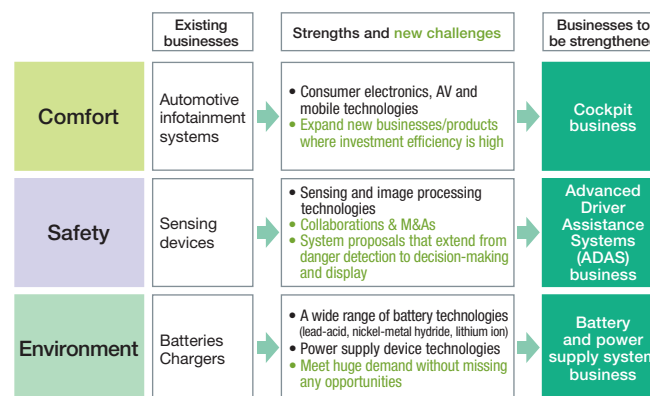 Existing
businesses
Strengths and new challenges
Businesses to
be strengthened
Comfort
Automotive
infotainment
systems
• Consumer electronics, AV and
mobile technologies
• Expand new businesses/products
where investment efficiency is high
Cockpit
business
Safety
Sensing
devices
• Sensing and image processing
technologies
• Collaborations & M&As
• System proposals that extend from
danger detection to decision-making
and display
Advanced
Driver
Assistance
Systems
(ADAS)
business
Environment
Batteries
Chargers
• A wide range of battery technologies
(lead-acid, nickel-metal hydride, lithium ion)
• Power supply device technologies
• Meet huge demand without missing
any opportunities
Battery
and power
supply system
business